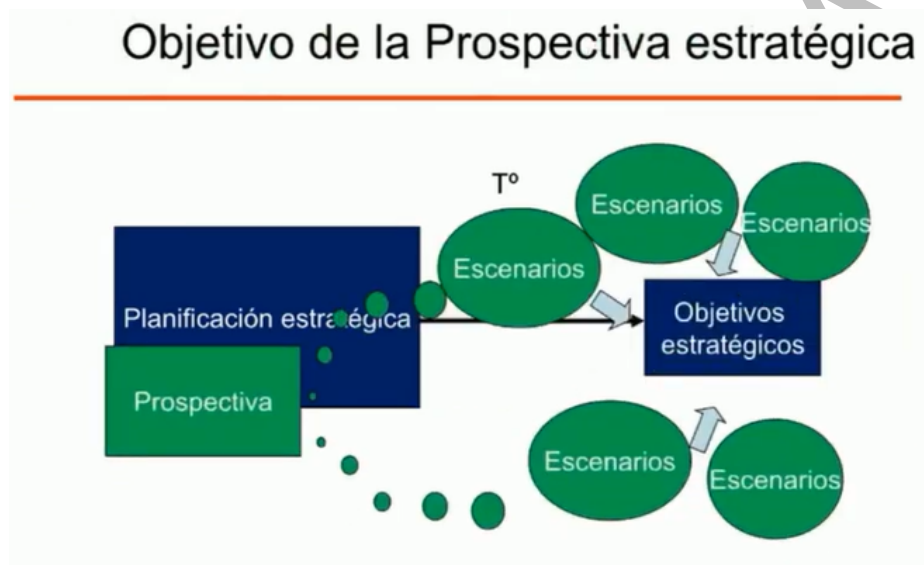 Objetivo de la Prospectiva estratégica
Tº
Escenarios
Escenarios
Escenarios
Planificación estratégica
Objetivos
estratégicos
Prospectiva
Escenarios
Escenarios